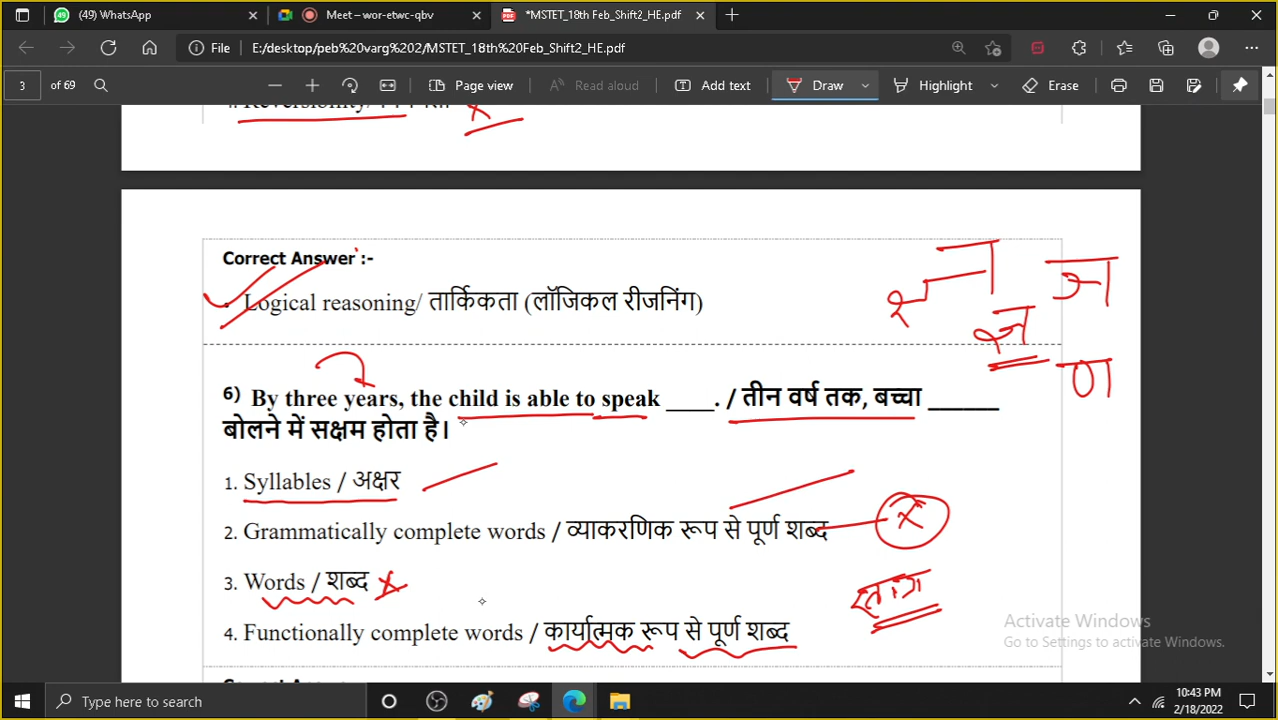 (49) WhatsApp
Meet – wor-etwc-qbv
*MSTET_18th Feb_Shift2_HE.pdf
File E:/desktop/peb%20varg%202/MSTET_18th%20Feb_Shift2_HE.pdf
3 of 69 Page view Read aloud Add text Draw Highlight Erase
Correct Answer :-
Logical reasoning/ तार्किकता (लॉजिकल रीजनिंग)
6) By three years, the child is able to speak ____. / तीन वर्ष तक, बच्चा ______
बोलने में सक्षम होता है।
1. Syllables / अक्षर
2. Grammatically complete words / व्याकरणिक रूप से पूर्ण शब्द
3. Words / शब्द
4. Functionally complete words / कार्यात्मक रूप से पूर्ण शब्द
Activate Windows
Go to Settings to activate Windows.
Type here to search
10:43 PM
2/18/2022